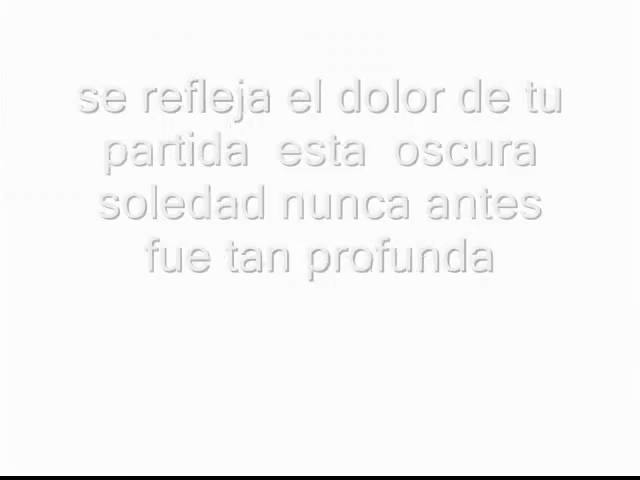 se refleja el dolor de tu
partida esta oscura
soledad nunca antes
fue tan profunda